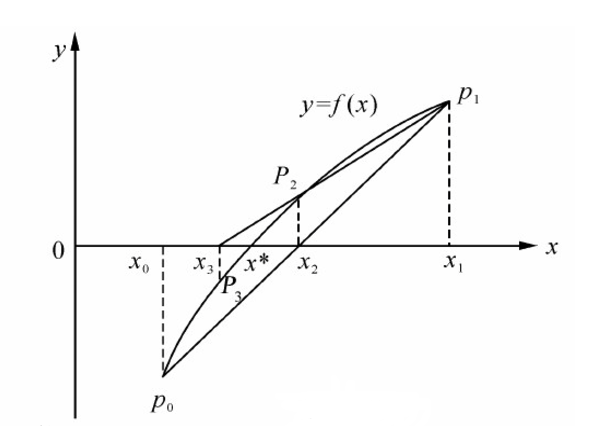 y
y=f(x)
p₁
P₂
0
x₀
x₃
x*
x₂
x₁
x
P₃
p₀